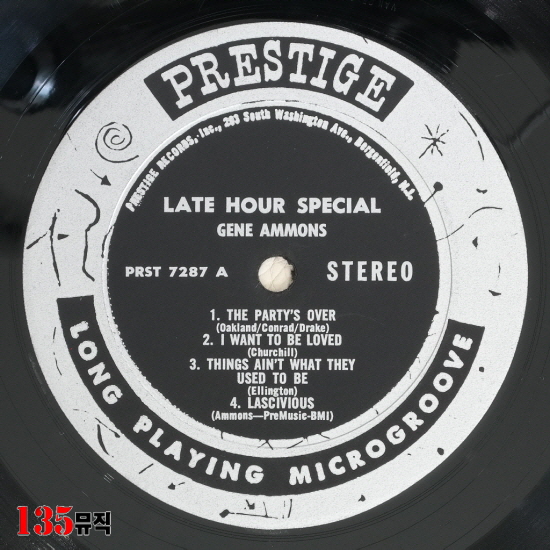 PRESTIGE
PRESTIGE RECORDS, Inc., 203 South Washington Ave., Bergenfield, N.J.
LATE HOUR SPECIAL
GENE AMMONS
PRST 7287 A
STEREO
1. THE PARTY'S OVER
(Oakland/Conrad/Drake)
2. I WANT TO BE LOVED
(Churchill)
3. THINGS AIN'T WHAT THEY
USED TO BE
(Ellington)
4. LASCIVIOUS
(Ammons—PreMusic-BMI)
LONG PLAYING MICROGROOVE
135뮤직